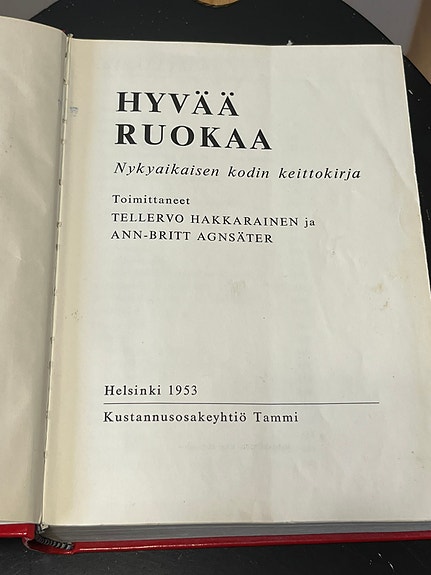 HYVÄÄ
RUOKAA
Nykyaikaisen kodin keittokirja
Toimittaneet
TELLERVO HAKKARAINEN ja
ANN-BRITT AGNSÄTER
Helsinki 1953
Kustannusosakeyhtiö Tammi